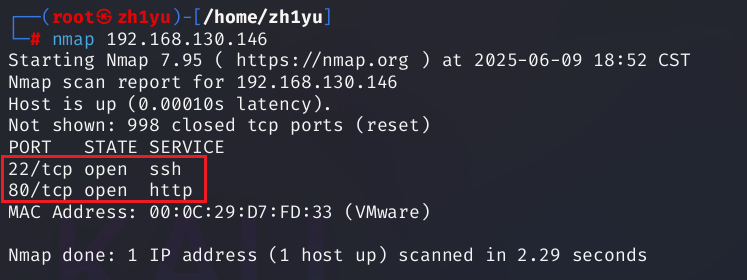 ┌──(root㉿zh1yu)-[/home/zh1yu]
└─# nmap 192.168.130.146
Starting Nmap 7.95 ( https://nmap.org ) at 2025-06-09 18:52 CST
Nmap scan report for 192.168.130.146
Host is up (0.00010s latency).
Not shown: 998 closed tcp ports (reset)
PORT   STATE SERVICE
22/tcp open  ssh
80/tcp open  http
MAC Address: 00:0C:29:D7:FD:33 (VMware)

Nmap done: 1 IP address (1 host up) scanned in 2.29 seconds
KALI